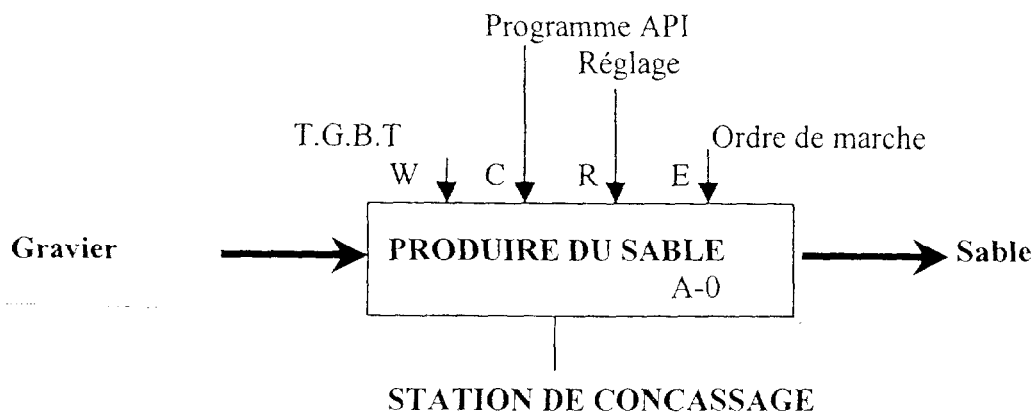 Programme API
Réglage
T.G.B.T
Ordre de marche
W C R E
Gravier
PRODUIRE DU SABLE
Sable
A-0
STATION DE CONCASSAGE